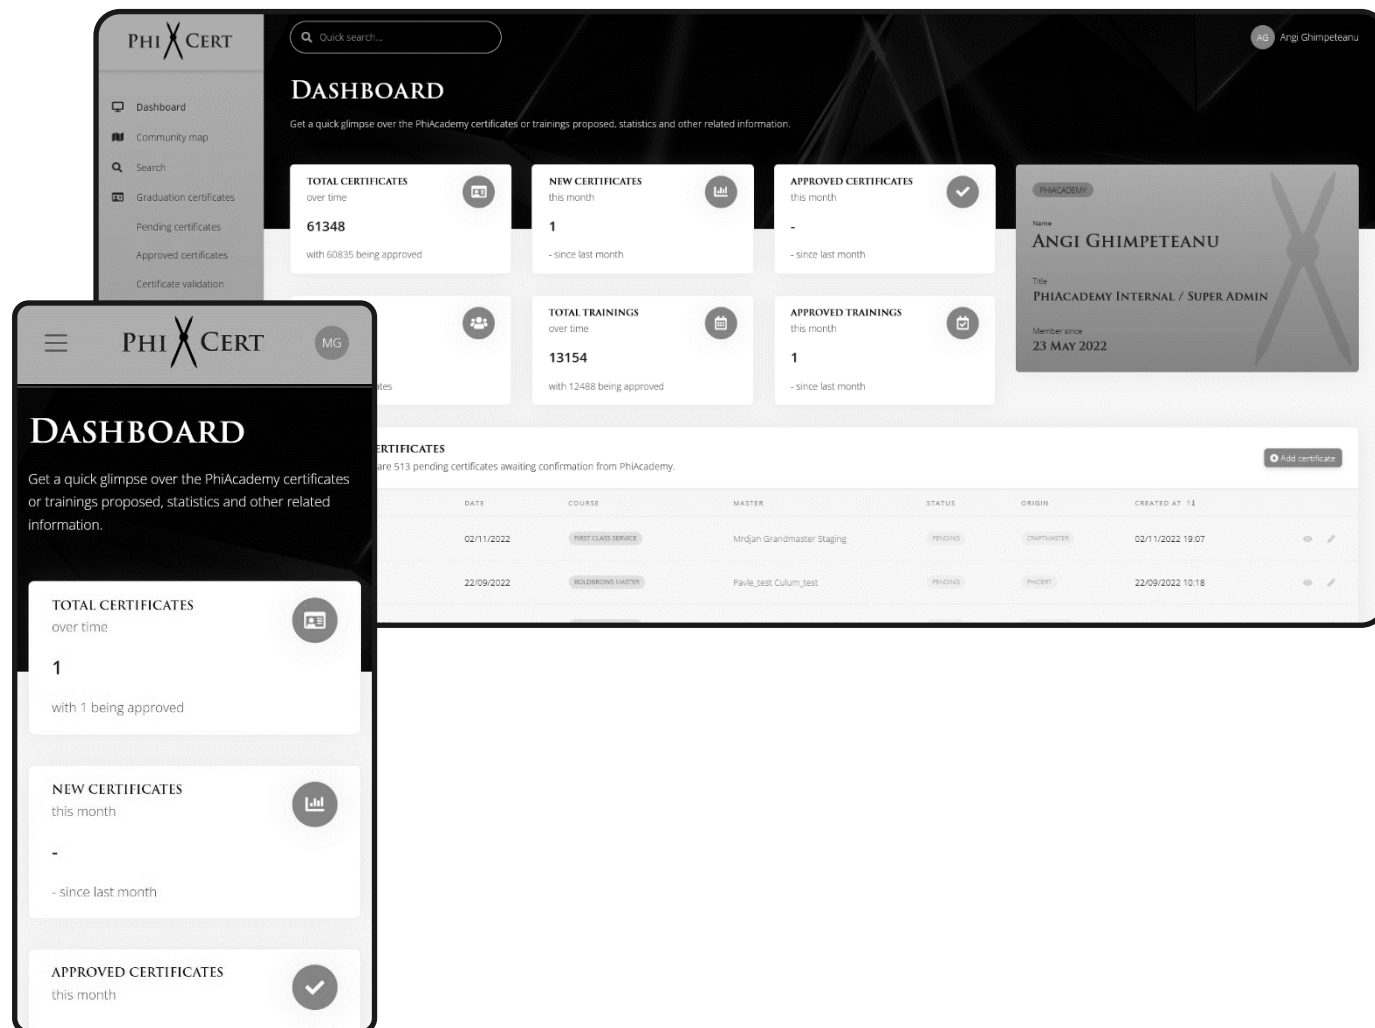 PHI CERT
Quick search...
AG Angi Ghimpeteanu
DASHBOARD
Get a quick glimpse over the PhiAcademy certificates or trainings proposed, statistics and other related information.
Dashboard
Community map
Search
Graduation certificates
Pending certificates
Approved certificates
Certificate validation
TOTAL CERTIFICATES
over time
61348
with 60835 being approved
NEW CERTIFICATES
this month
1
- since last month
APPROVED CERTIFICATES
this month
-
- since last month
PHIACADEMY
Name
ANGI GHIMPETEANU
Title
PHIACADEMY INTERNAL / SUPER ADMIN
Member since
23 MAY 2022
TOTAL TRAININGS
over time
13154
with 12488 being approved
APPROVED TRAININGS
this month
1
- since last month
are 513 pending certificates awaiting confirmation from PhiAcademy.
Add certificate
DATE COURSE MASTER STATUS ORIGIN CREATED AT
02/11/2022 FIRST CLASS SERVICE Mrdjan Grandmaster Staging PENDING CRAFTMASTER 02/11/2022 19:07
22/09/2022 BOLDBROWS MASTER Pavle_test Culum_test PENDING PHICERT 22/09/2022 10:18
PHI CERT
MG
DASHBOARD
Get a quick glimpse over the PhiAcademy certificates
or trainings proposed, statistics and other related
information.
TOTAL CERTIFICATES
over time
1
with 1 being approved
NEW CERTIFICATES
this month
-
- since last month
APPROVED CERTIFICATES
this month